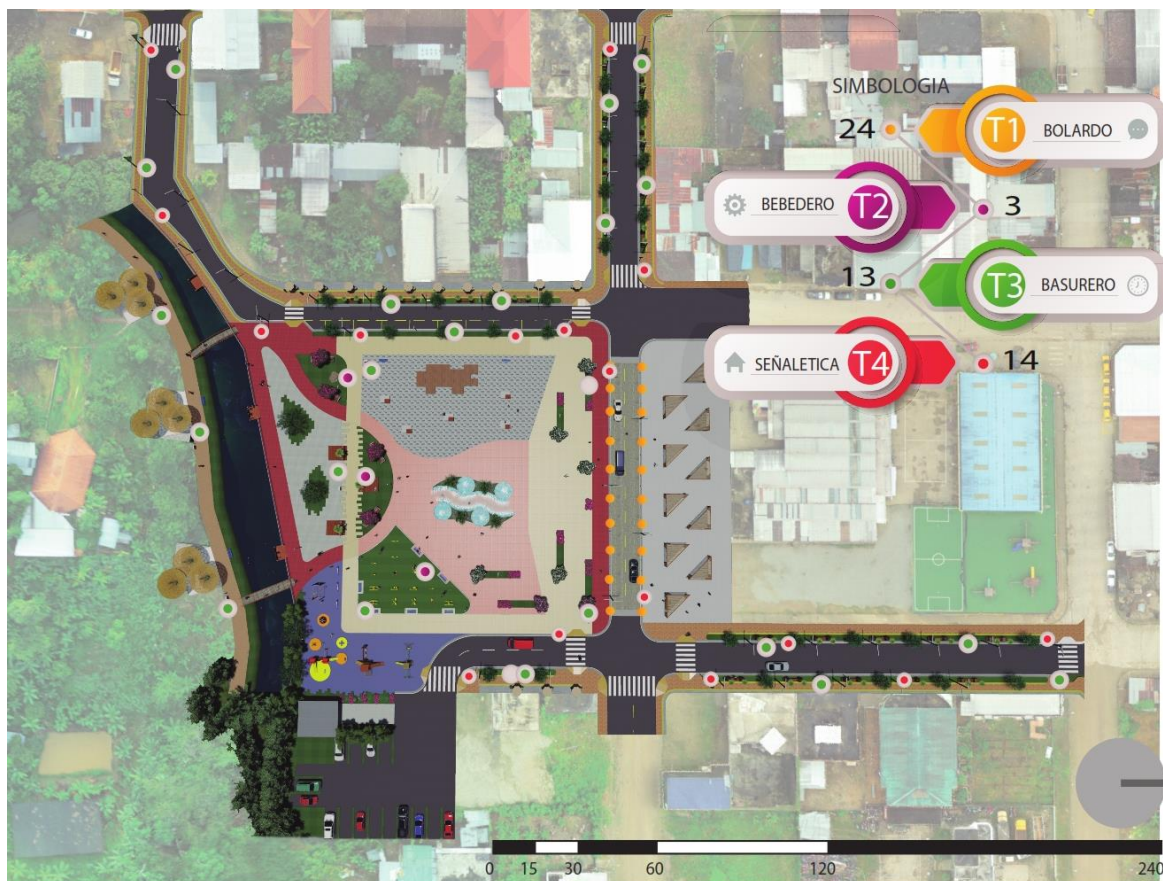 SIMBOLOGIA
24
T1
BOLARDO
BEBEDERO
T2
3
13
T3
BASURERO
SEÑALETICA
T4
14
0 15 30 60 120 240